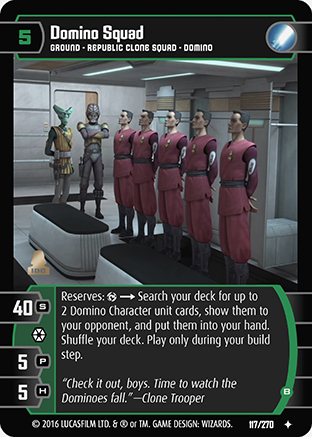 5 Domino Squad
GROUND - REPUBLIC CLONE SQUAD - DOMINO
100
40 S
5 P
5 H
Reserves: → Search your deck for up to
2 Domino Character unit cards, show them to
your opponent, and put them into your hand.
Shuffle your deck. Play only during your build
step.
"Check it out, boys. Time to watch the
Dominoes fall."—Clone Trooper
B
© 2016 LUCASFILM LTD. & ® or TM. GAME DESIGN: WIZARDS. 117/270